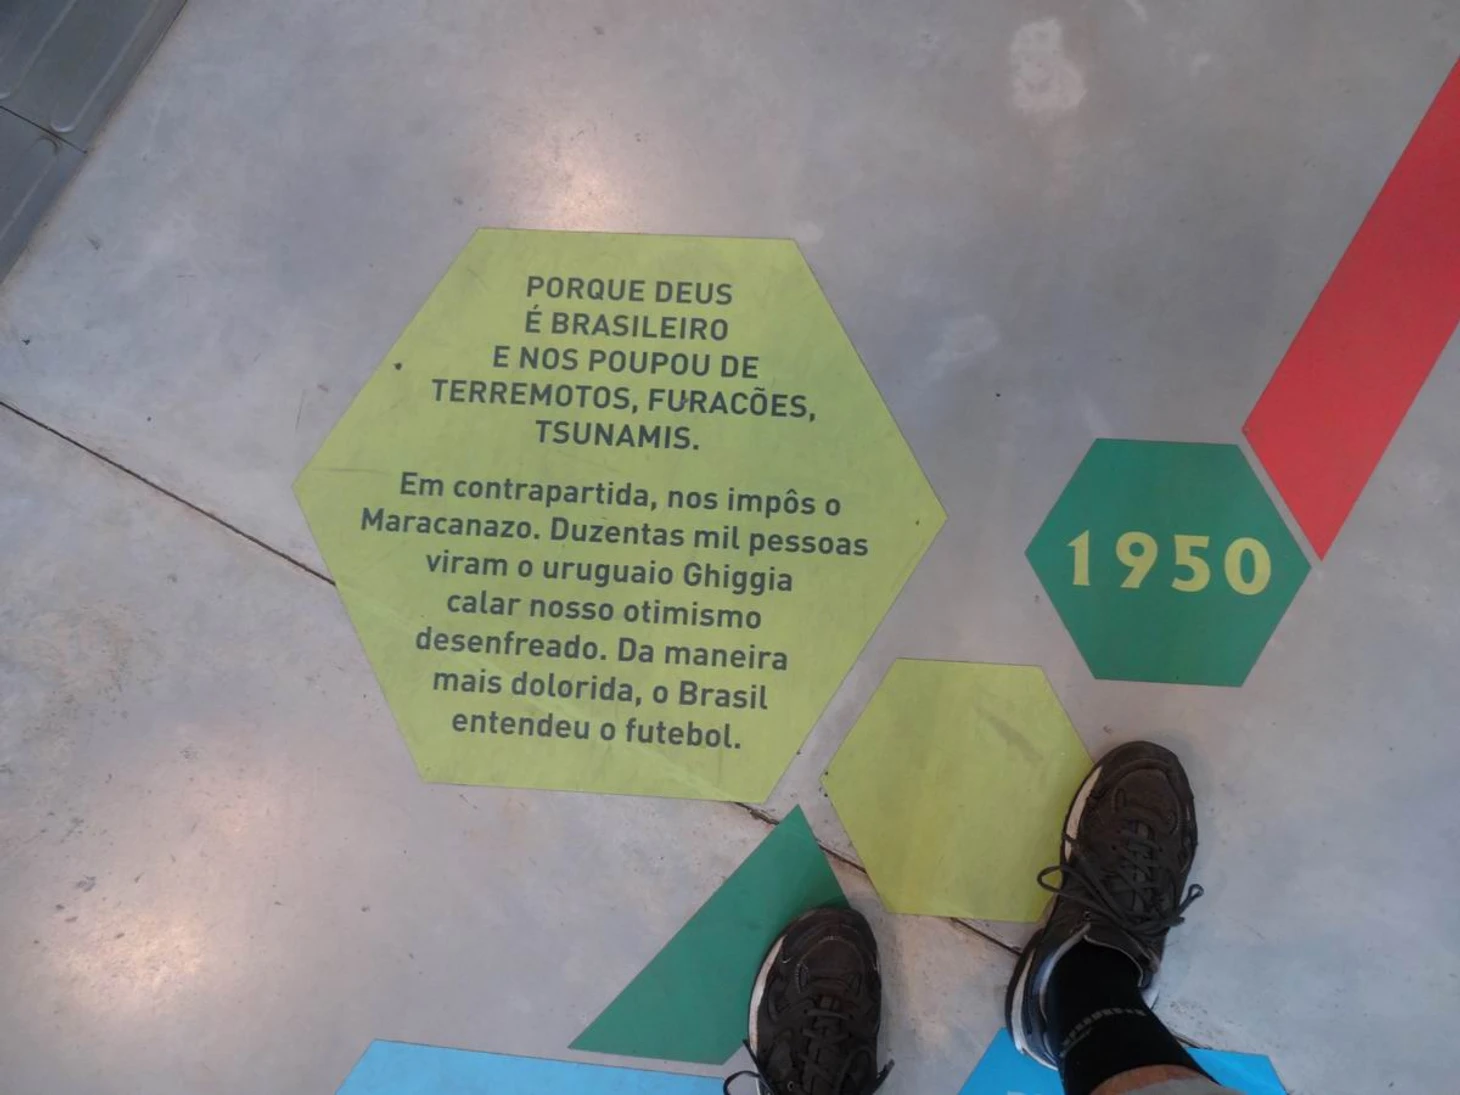 PORQUE DEUS
É BRASILEIRO
E NOS POUPOU DE
TERREMOTOS, FURACÕES,
TSUNAMIS.
Em contrapartida, nos impôs o
Maracanazo. Duzentas mil pessoas
viram o uruguaio Ghiggia
calar nosso otimismo
desenfreado. Da maneira
mais dolorida, o Brasil
entendeu o futebol.
1950